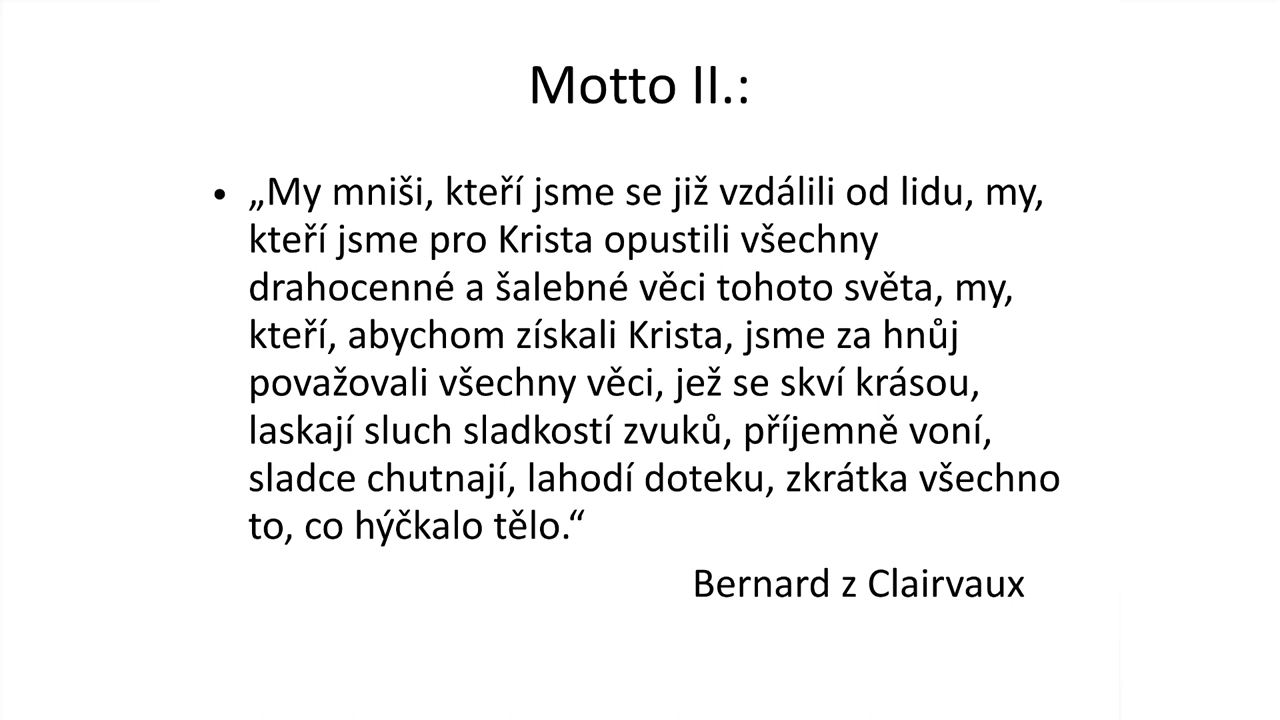 Motto II.:
• „My mniši, kteří jsme se již vzdálili od lidu, my,
kteří jsme pro Krista opustili všechny
drahocenné a šalebné věci tohoto světa, my,
kteří, abychom získali Krista, jsme za hnůj
považovali všechny věci, jež se skví krásou,
laskají sluch sladkostí zvuků, příjemně voní,
sladce chutnají, lahodí doteku, zkrátka všechno
to, co hýčkalo tělo.“
Bernard z Clairvaux